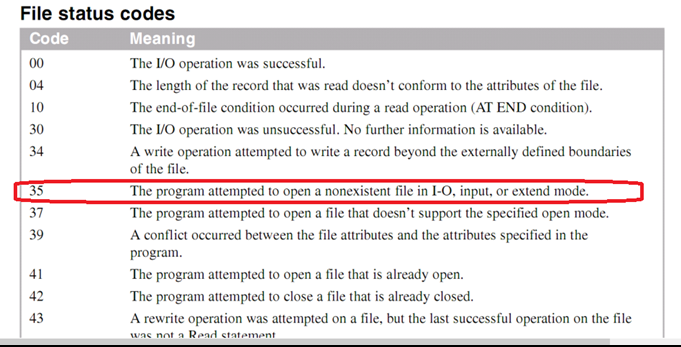 File status codes
Code Meaning
00 The I/O operation was successful.
04 The length of the record that was read doesn't conform to the attributes of the file.
10 The end-of-file condition occurred during a read operation (AT END condition).
30 The I/O operation was unsuccessful. No further information is available.
34 A write operation attempted to write a record beyond the externally defined boundaries
of the file.
35 The program attempted to open a nonexistent file in I-O, input, or extend mode.
37 The program attempted to open a file that doesn't support the specified open mode.
39 A conflict occurred between the file attributes and the attributes specified in the
program.
41 The program attempted to open a file that is already open.
42 The program attempted to close a file that is already closed.
43 A rewrite operation was attempted on a file, but the last successful operation on the file
was not a Read statement